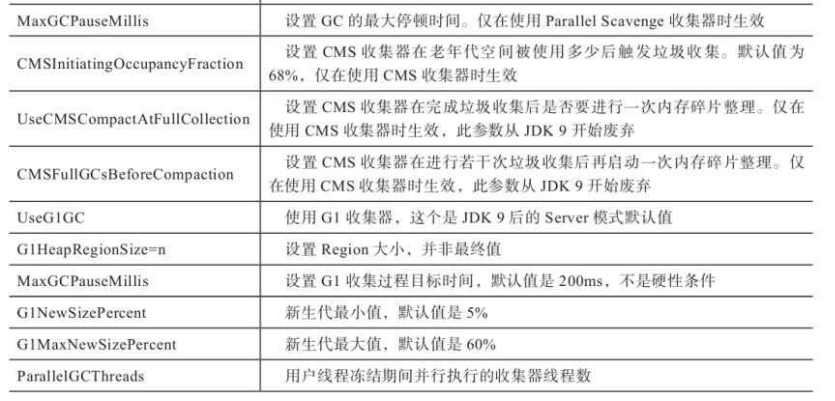 MaxGCPauseMillis
设置 GC 的最大停顿时间。仅在使用 Parallel Scavenge 收集器时生效
CMSInitiatingOccupancyFraction
设置 CMS 收集器在老年代空间被使用多少后触发垃圾收集。默认值为
68%，仅在使用 CMS 收集器时生效
UseCMSCompactAtFullCollection
设置 CMS 收集器在完成垃圾收集后是否要进行一次内存碎片整理。仅在
使用 CMS 收集器时生效，此参数从 JDK 9 开始废弃
CMSFullGCsBeforeCompaction
设置 CMS 收集器在进行若干次垃圾收集后再启动一次内存碎片整理。仅
在使用 CMS 收集器时生效，此参数从 JDK 9 开始废弃
UseG1GC
使用 G1 收集器，这个是 JDK 9 后的 Server 模式默认值
G1HeapRegionSize=n
设置 Region 大小，并非最终值
MaxGCPauseMillis
设置 G1 收集过程目标时间，默认值是 200ms，不是硬性条件
G1NewSizePercent
新生代最小值，默认值是 5%
G1MaxNewSizePercent
新生代最大值，默认值是 60%
ParallelGCThreads
用户线程冻结期间并行执行的收集器线程数